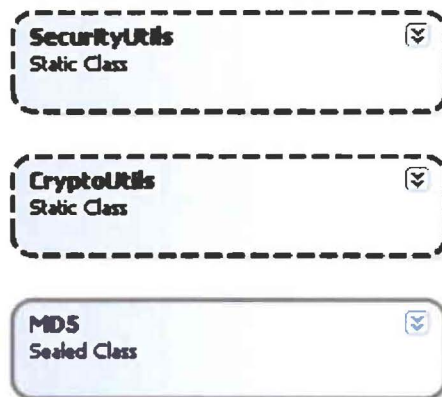 SecurityUtils
Static Class
CryptoUtils
Static Class
MD5
Sealed Class